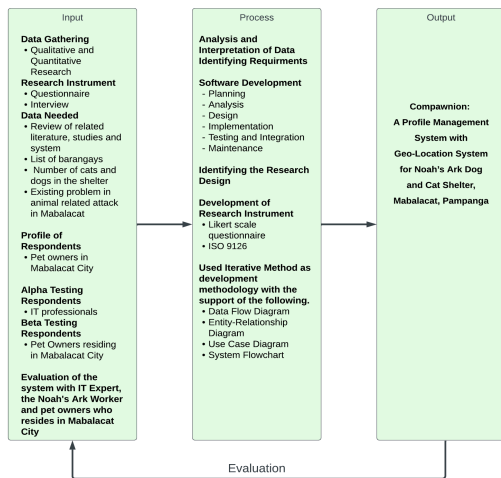 Input
Data Gathering
• Qualitative and
Quantitative
Research
Research Instrument
• Questionnaire
• Interview
Data Needed
• Review of related
literature, studies and
system
• List of barangays
• Number of cats and
dogs in the shelter
• Existing problem in
animal related attack
in Mabalacat
Profile of
Respondents
• Pet owners in
Mabalacat City
Alpha Testing
Respondents
• IT professionals
Beta Testing
Respondents
• Pet Owners residing
in Mabalacat City
Evaluation of the
system with IT Expert,
the Noah's Ark Worker
and pet owners who
resides in Mabalacat
City
Process
Analysis and
Interpretation of Data
Identifying Requirments
Software Development
- Planning
- Analysis
- Design
- Implementation
- Testing and Integration
- Maintenance
Identifying the Research
Design
Development of
Research Instrument
• Likert scale
questionnaire
• ISO 9126
Used Iterative Method as
development
methodology with the
support of the following.
• Data Flow Diagram
• Entity-Relationship
Diagram
• Use Case Diagram
• System Flowchart
Output
Compawnion:
A Profile Management
System with
Geo-Location System
for Noah's Ark Dog
and Cat Shelter,
Mabalacat, Pampanga
Evaluation